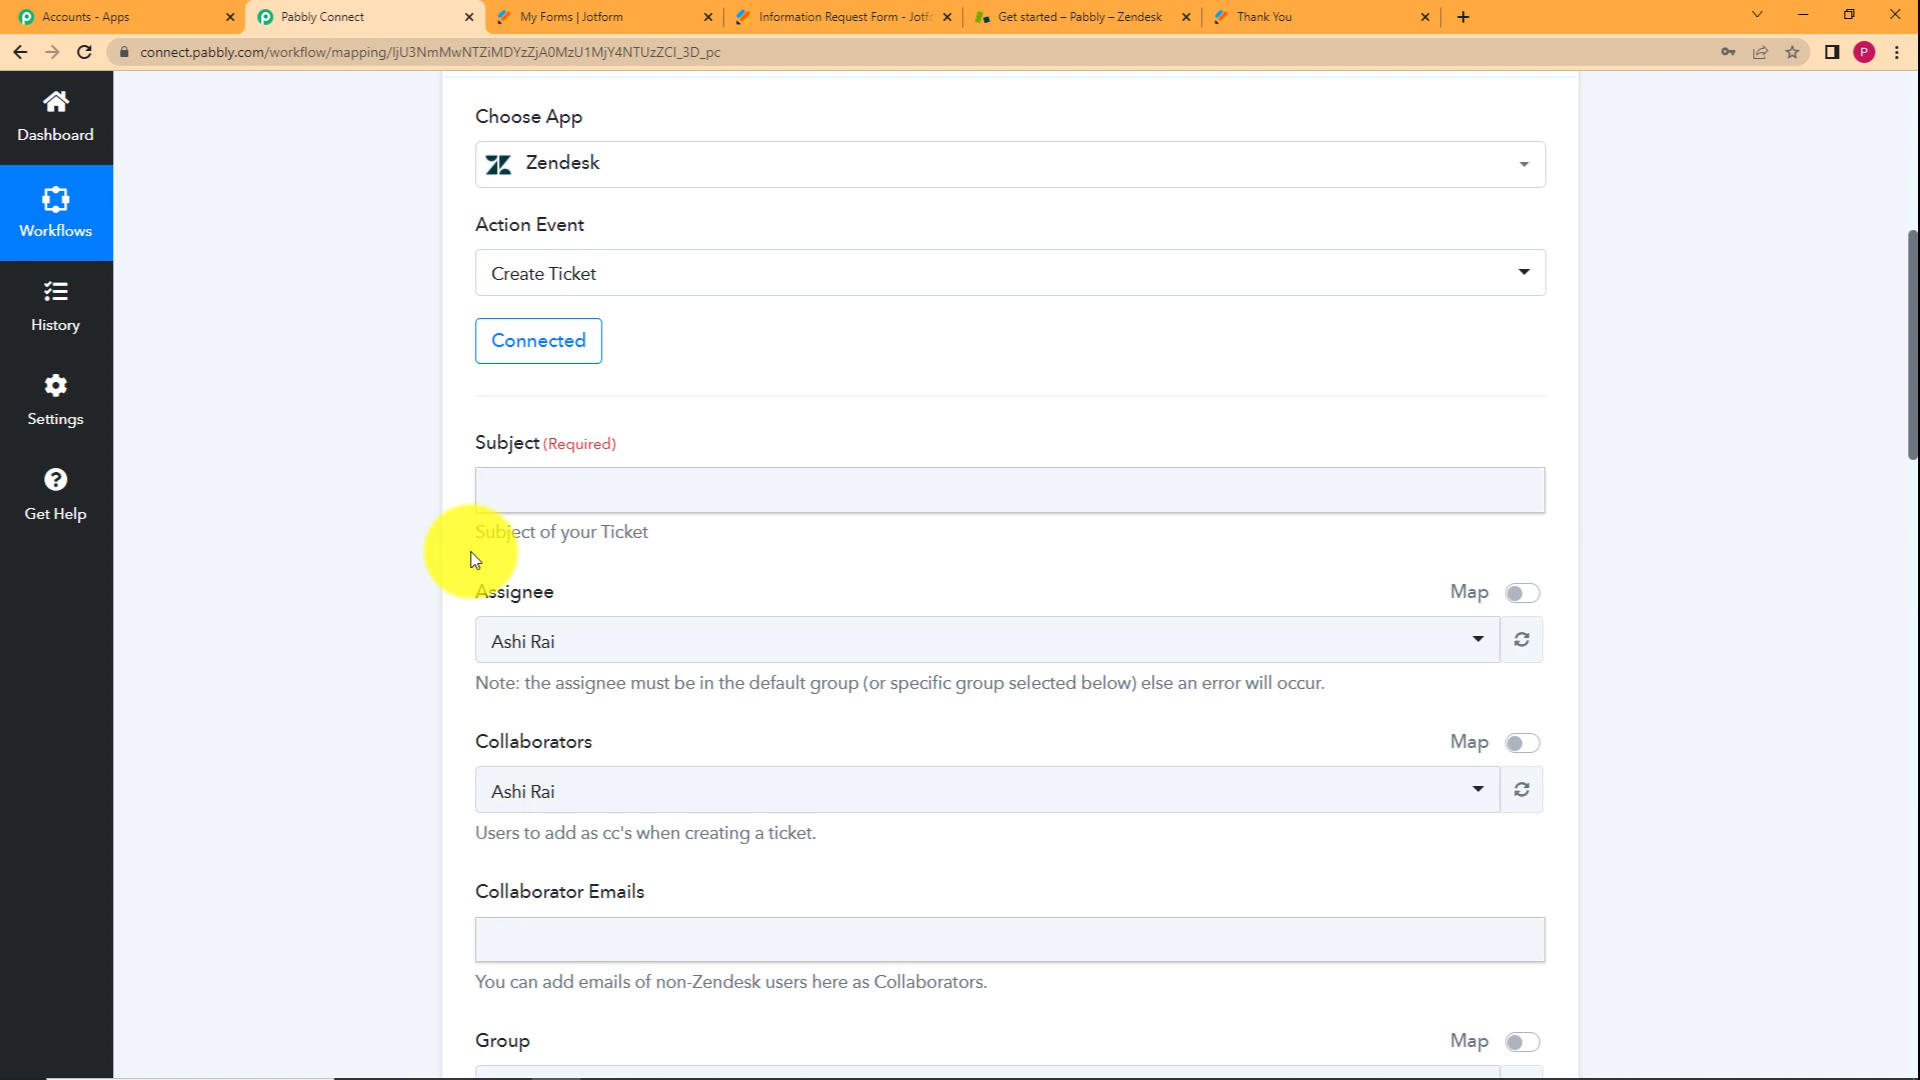 Accounts - Apps
Pabbly Connect
My Forms | Jotform
Information Request Form - Jotfo
Get started – Pabbly – Zendesk
Thank You
connect.pabbly.com/workflow/mapping/IjU3NmMwNTZiMDYzZjA0MzU1MjY4NTUzZCI_3D_pc
P
Dashboard
Workflows
History
Settings
Get Help
Choose App
Zendesk
Action Event
Create Ticket
Connected
Subject (Required)
Subject of your Ticket
Assignee
Map
Ashi Rai
Note: the assignee must be in the default group (or specific group selected below) else an error will occur.
Collaborators
Map
Ashi Rai
Users to add as cc's when creating a ticket.
Collaborator Emails
You can add emails of non-Zendesk users here as Collaborators.
Group
Map